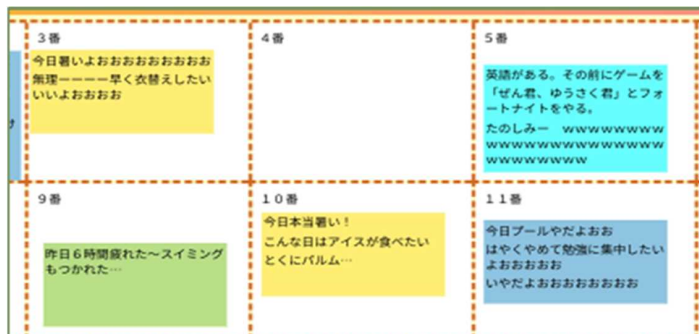 3番
今日暑いよおおおおおおおおおお
無理ーーーー早く衣替えしたい
いいよおおおお
4番
5番
英語がある。その前にゲームを
「ぜん君、ゆうさく君」とフォ
ートナイトをやる。
たのしみー　wwwwwwww
wwwwwwwwwwwwww
wwwwwwww
9番
昨日6時間疲れた～スイミング
もつかれた…
10番
今日本当暑い！
こんな日はアイスが食べたい
とくにパルム…
11番
今日プールやだよおお
はやくやめて勉強に集中したい
よおおおおお
いやだよおおおおおおおおお